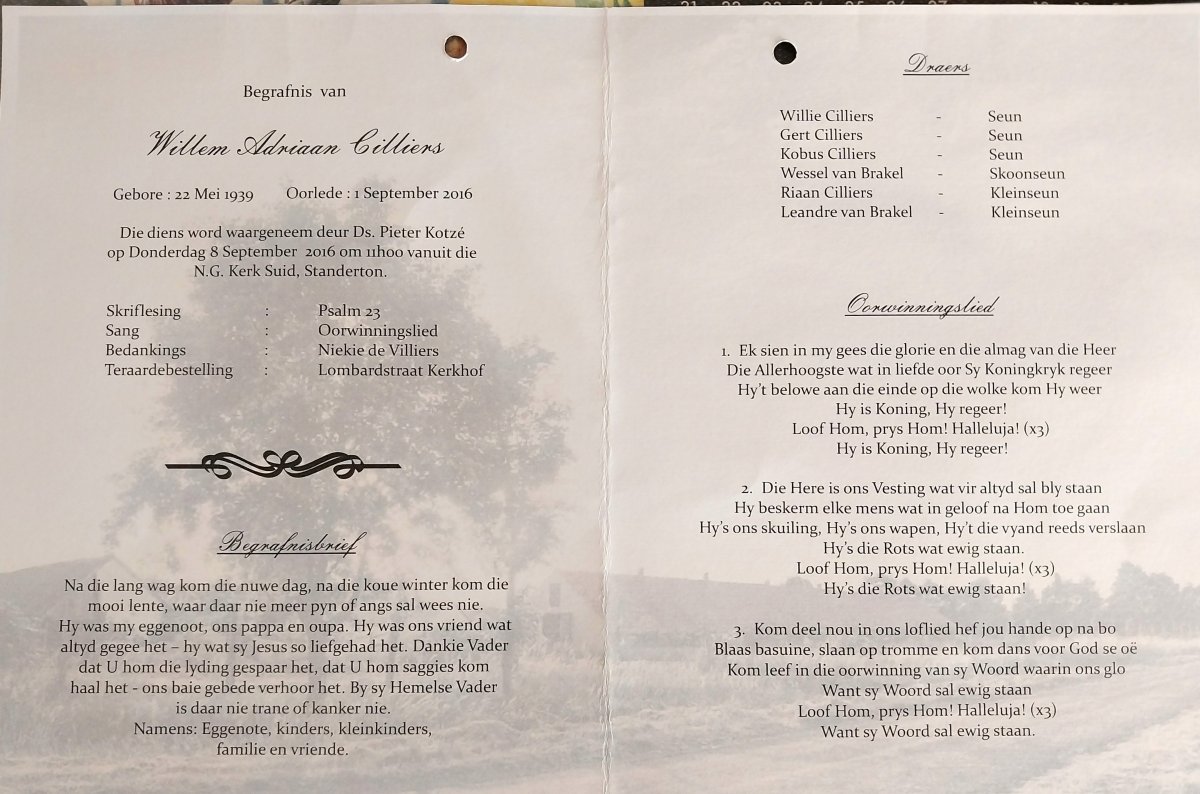 Begrafnis van
Willem Adriaan Cilliers
Gebore : 22 Mei 1939 Oorlede : 1 September 2016
Die diens word waargeneem deur Ds. Pieter Kotzé
op Donderdag 8 September 2016 om 11h00 vanuit die
N.G. Kerk Suid, Standerton.
Skriflesing : Psalm 23
Sang : Oorwinningslied
Bedankings : Niekie de Villiers
Teraardebestelling : Lombardstraat Kerkhof
Begrafnisbrief
Na die lang wag kom die nuwe dag, na die koue winter kom die
mooi lente, waar daar nie meer pyn of angs sal wees nie.
Hy was my eggenoot, ons pappa en oupa. Hy was ons vriend wat
altyd gegee het – hy wat sy Jesus so liefgehad het. Dankie Vader
dat U hom die lyding gespaar het, dat U hom saggies kom
haal het - ons baie gebede verhoor het. By sy Hemelse Vader
is daar nie trane of kanker nie.
Namens: Eggenote, kinders, kleinkinders,
familie en vriende.
Draers
Willie Cilliers - Seun
Gert Cilliers - Seun
Kobus Cilliers - Seun
Wessel van Brakel - Skoonseun
Riaan Cilliers - Kleinseun
Leandre van Brakel - Kleinseun
Oorwinningslied
1. Ek sien in my gees die glorie en die almag van die Heer
Die Allerhoogste wat in liefde oor Sy Koningkryk regeer
Hy't belowe aan die einde op die wolke kom Hy weer
Hy is Koning, Hy regeer!
Loof Hom, prys Hom! Halleluja! (x3)
Hy is Koning, Hy regeer!
2. Die Here is ons Vesting wat vir altyd sal bly staan
Hy beskerm elke mens wat in geloof na Hom toe gaan
Hy's ons skuiling, Hy's ons wapen, Hy't die vyand reeds verslaan
Hy's die Rots wat ewig staan.
Loof Hom, prys Hom! Halleluja! (x3)
Hy's die Rots wat ewig staan!
3. Kom deel nou in ons loflied hef jou hande op na bo
Blaas basuine, slaan op tromme en kom dans voor God se oë
Kom leef in die oorwinning van sy Woord waarin ons glo
Want sy Woord sal ewig staan
Loof Hom, prys Hom! Halleluja! (x3)
Want sy Woord sal ewig staan.